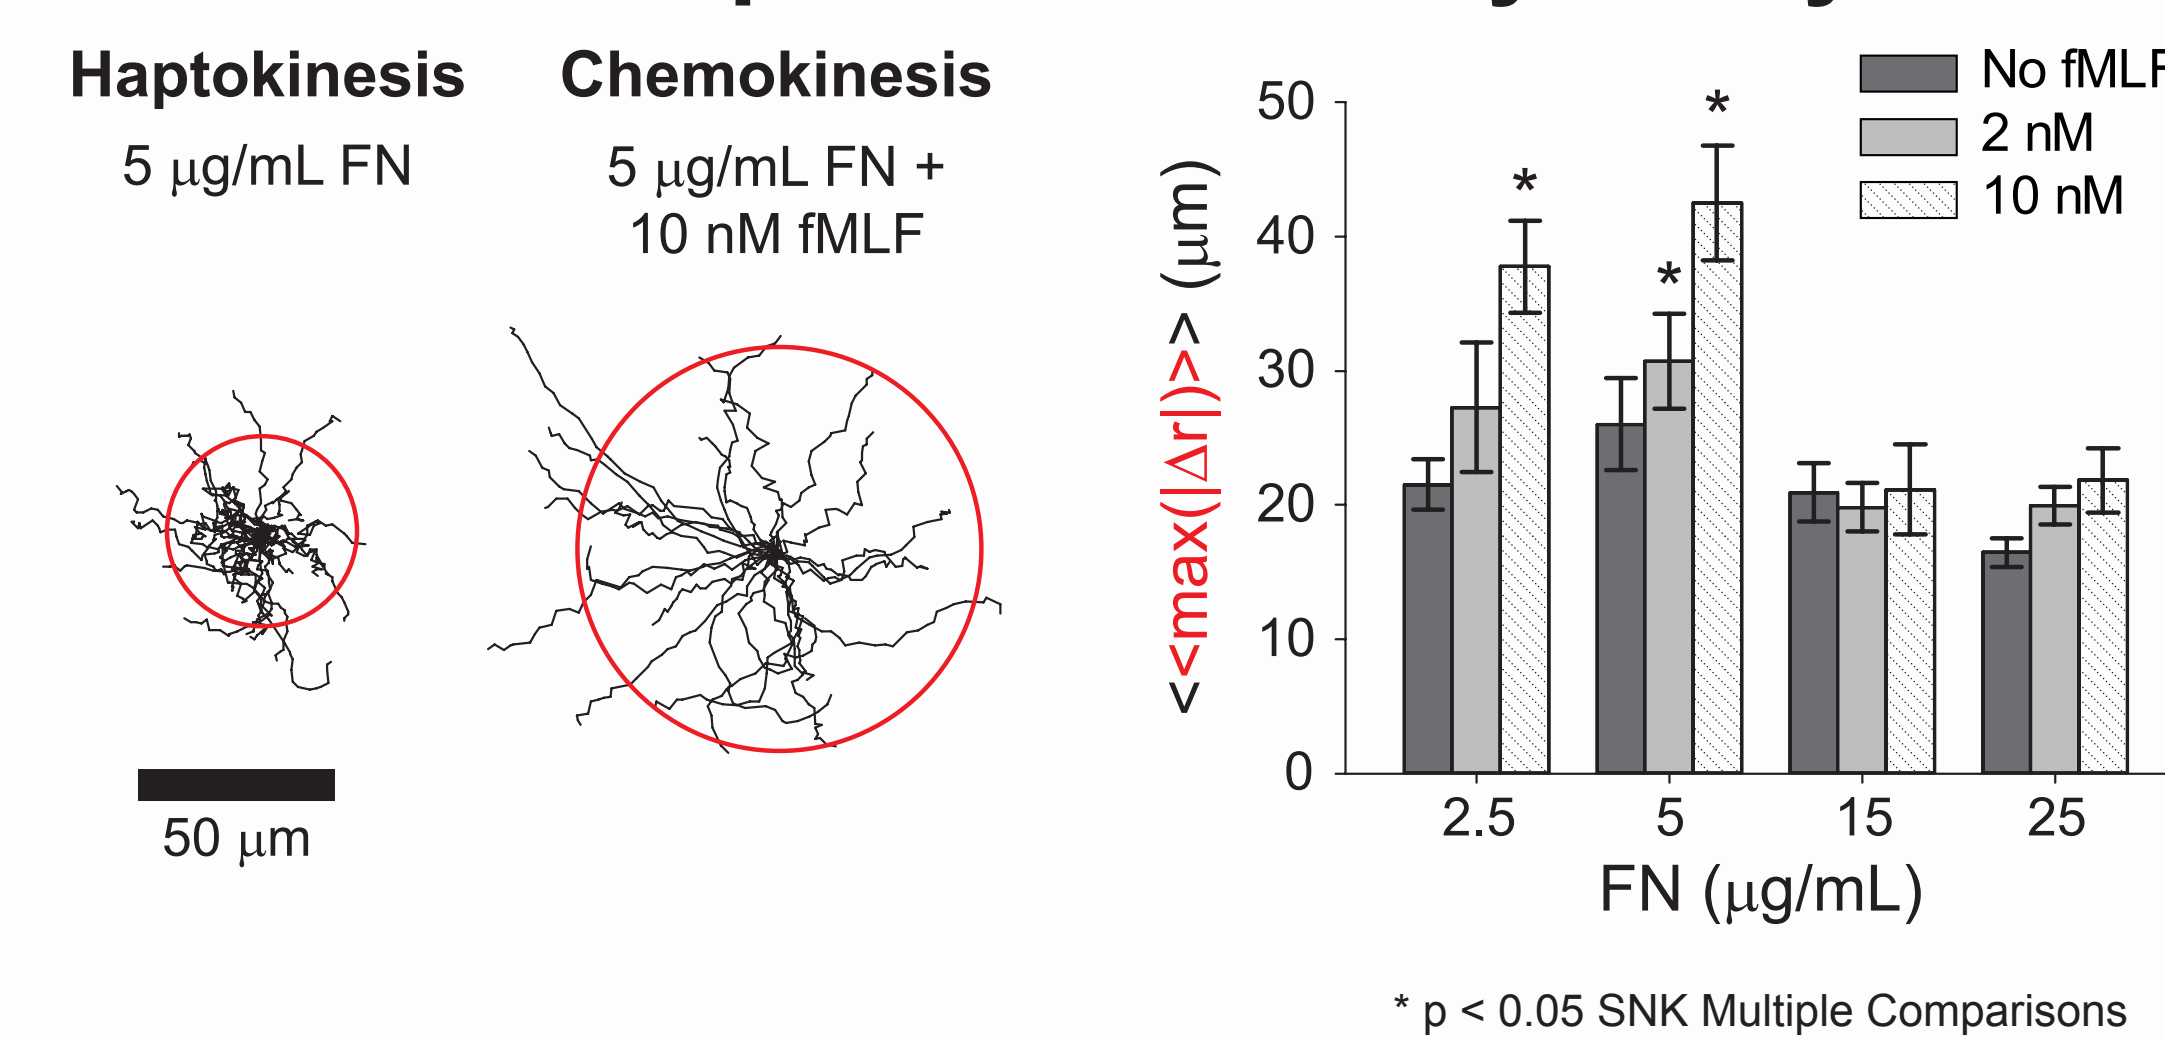 Haptokinesis
5 μg/mL FN
Chemokinesis
5 μg/mL FN +
10 nM fMLF
50 μm
<<max(|Δr|)>> (μm)
50
40
30
20
10
0
No fMLF
2 nM
10 nM
*
*
*
2.5
5
15
25
FN (μg/mL)
* p < 0.05 SNK Multiple Comparisons